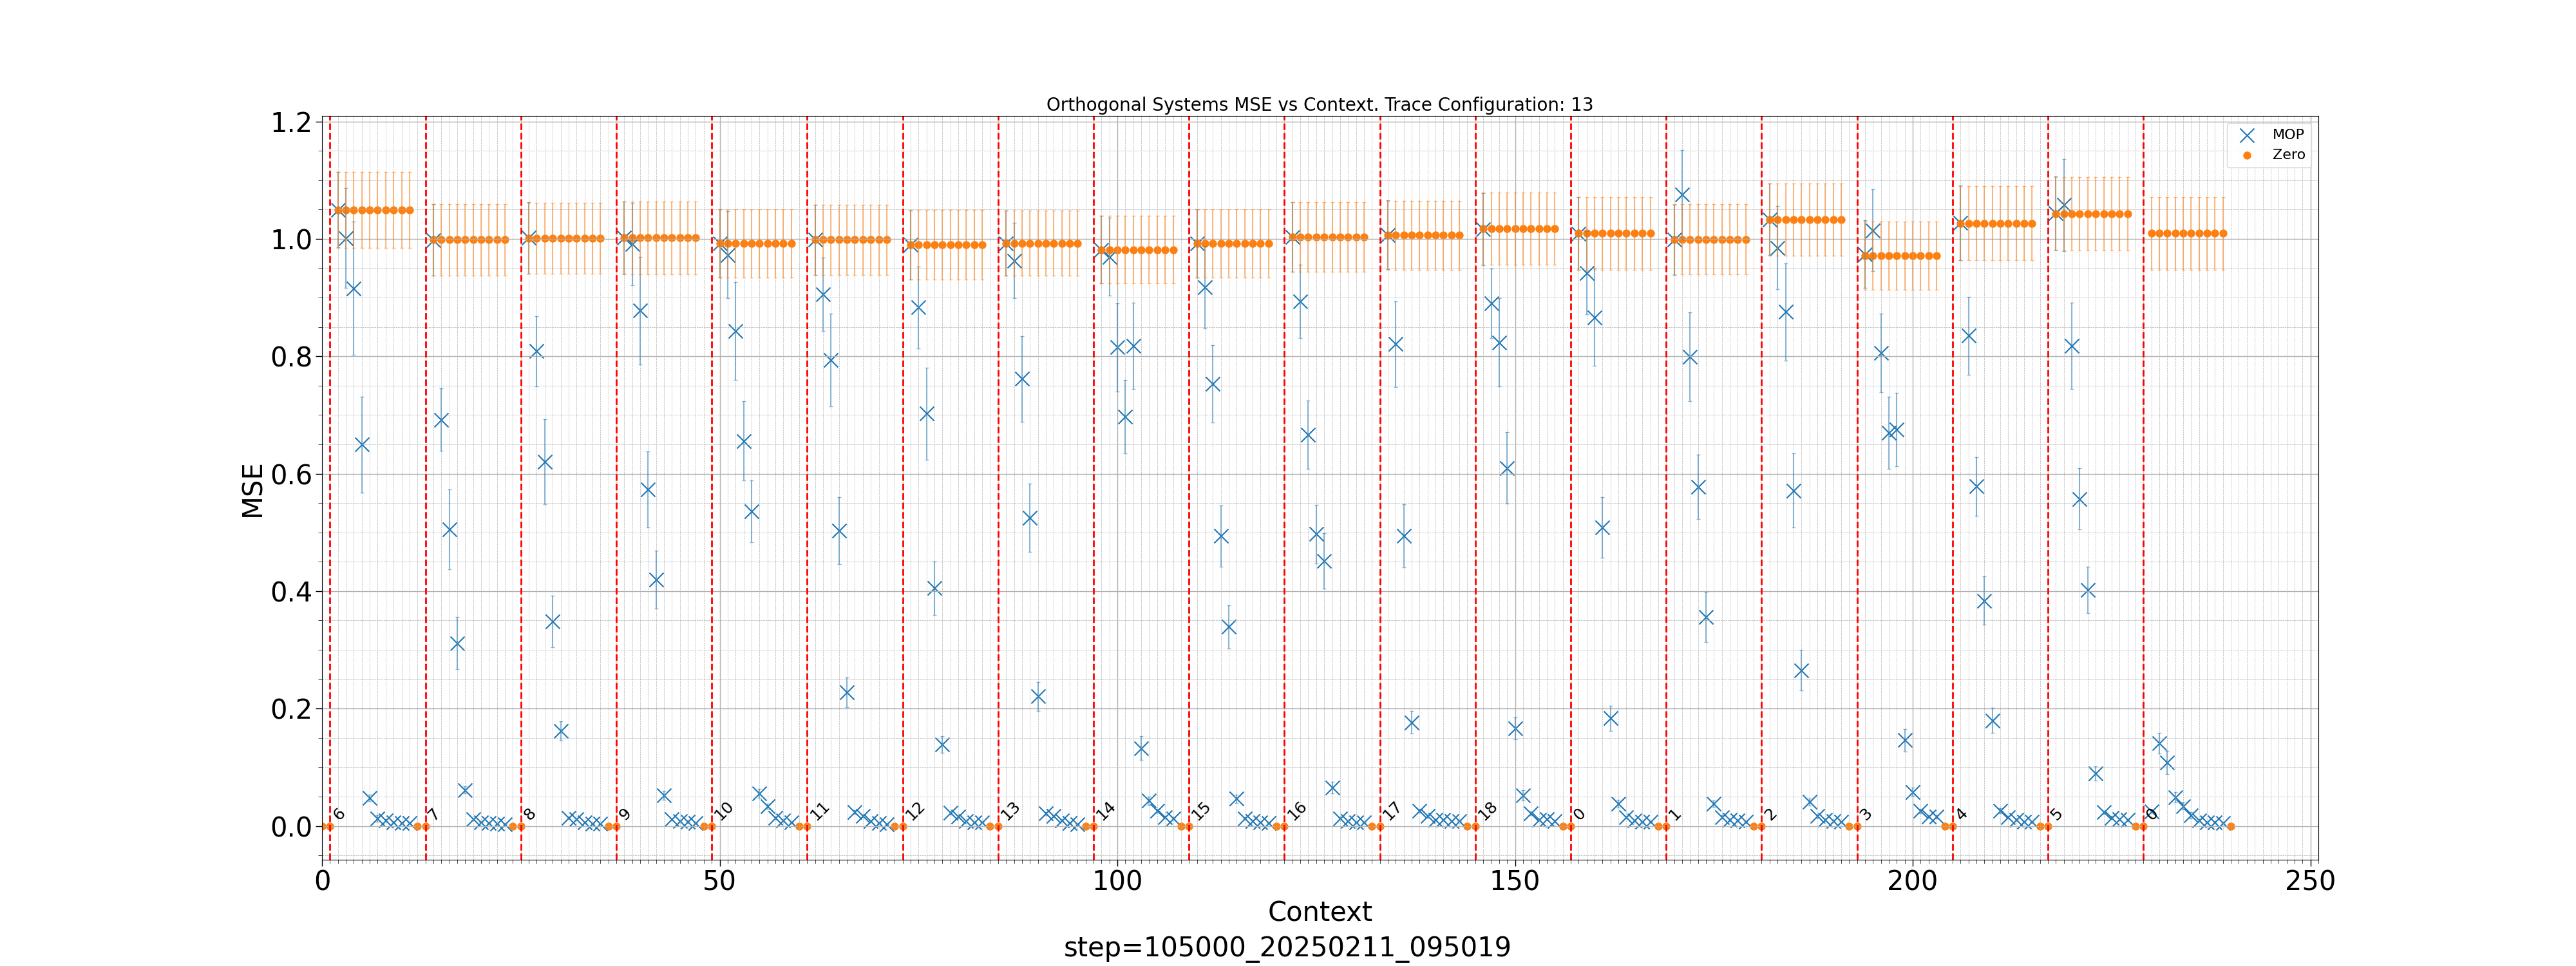 Orthogonal Systems MSE vs Context. Trace Configuration: 13
MOP
Zero
1.2
1.0
0.8
0.6
0.4
0.2
0.0
MSE
6 7 8 9 10 11 12 13 14 15 16 17 18 0 1 2 3 4 5 0
0 50 100 150 200 250
Context
step=105000_20250211_095019